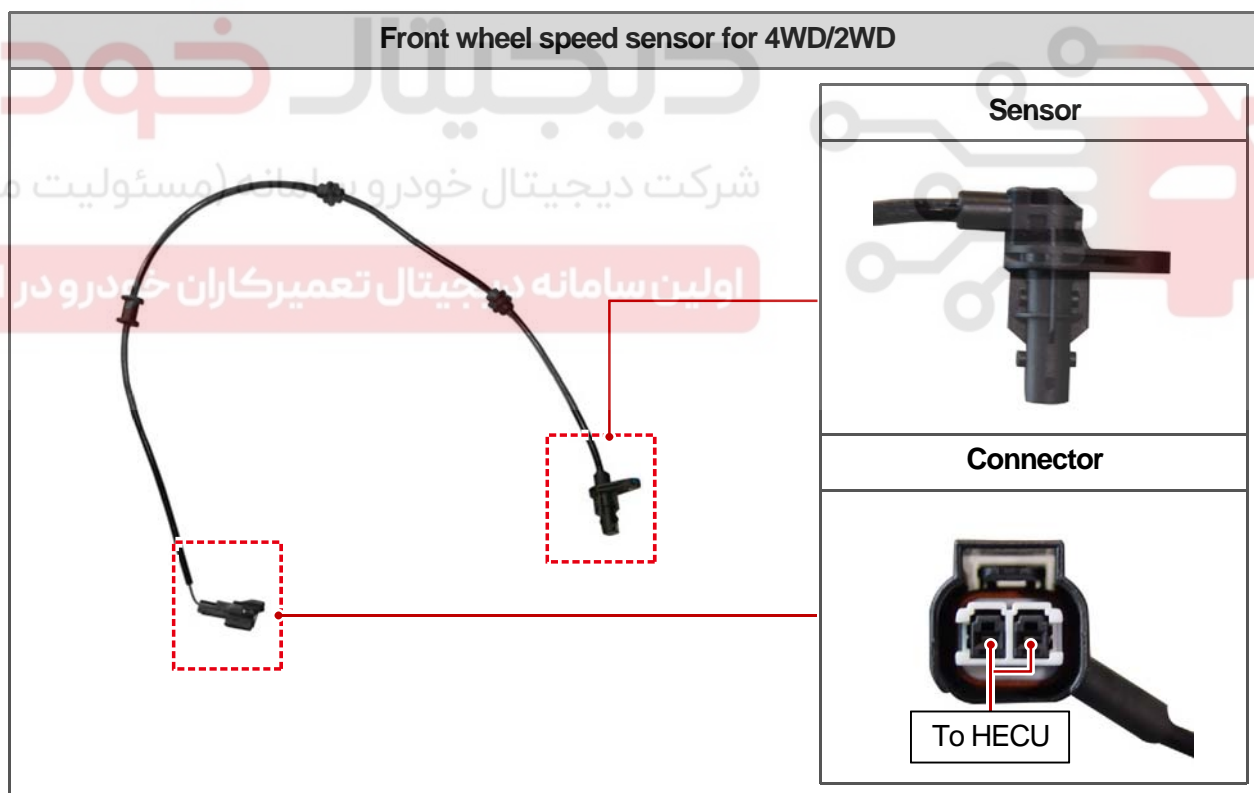 Front wheel speed sensor for 4WD/2WD
دیجیتال خود
شرکت دیجیتال خودرو سامانه (مسئولیت م
اولین سامانه دیجیتال تعمیرکاران خودرو در ا
Sensor
Connector
To HECU